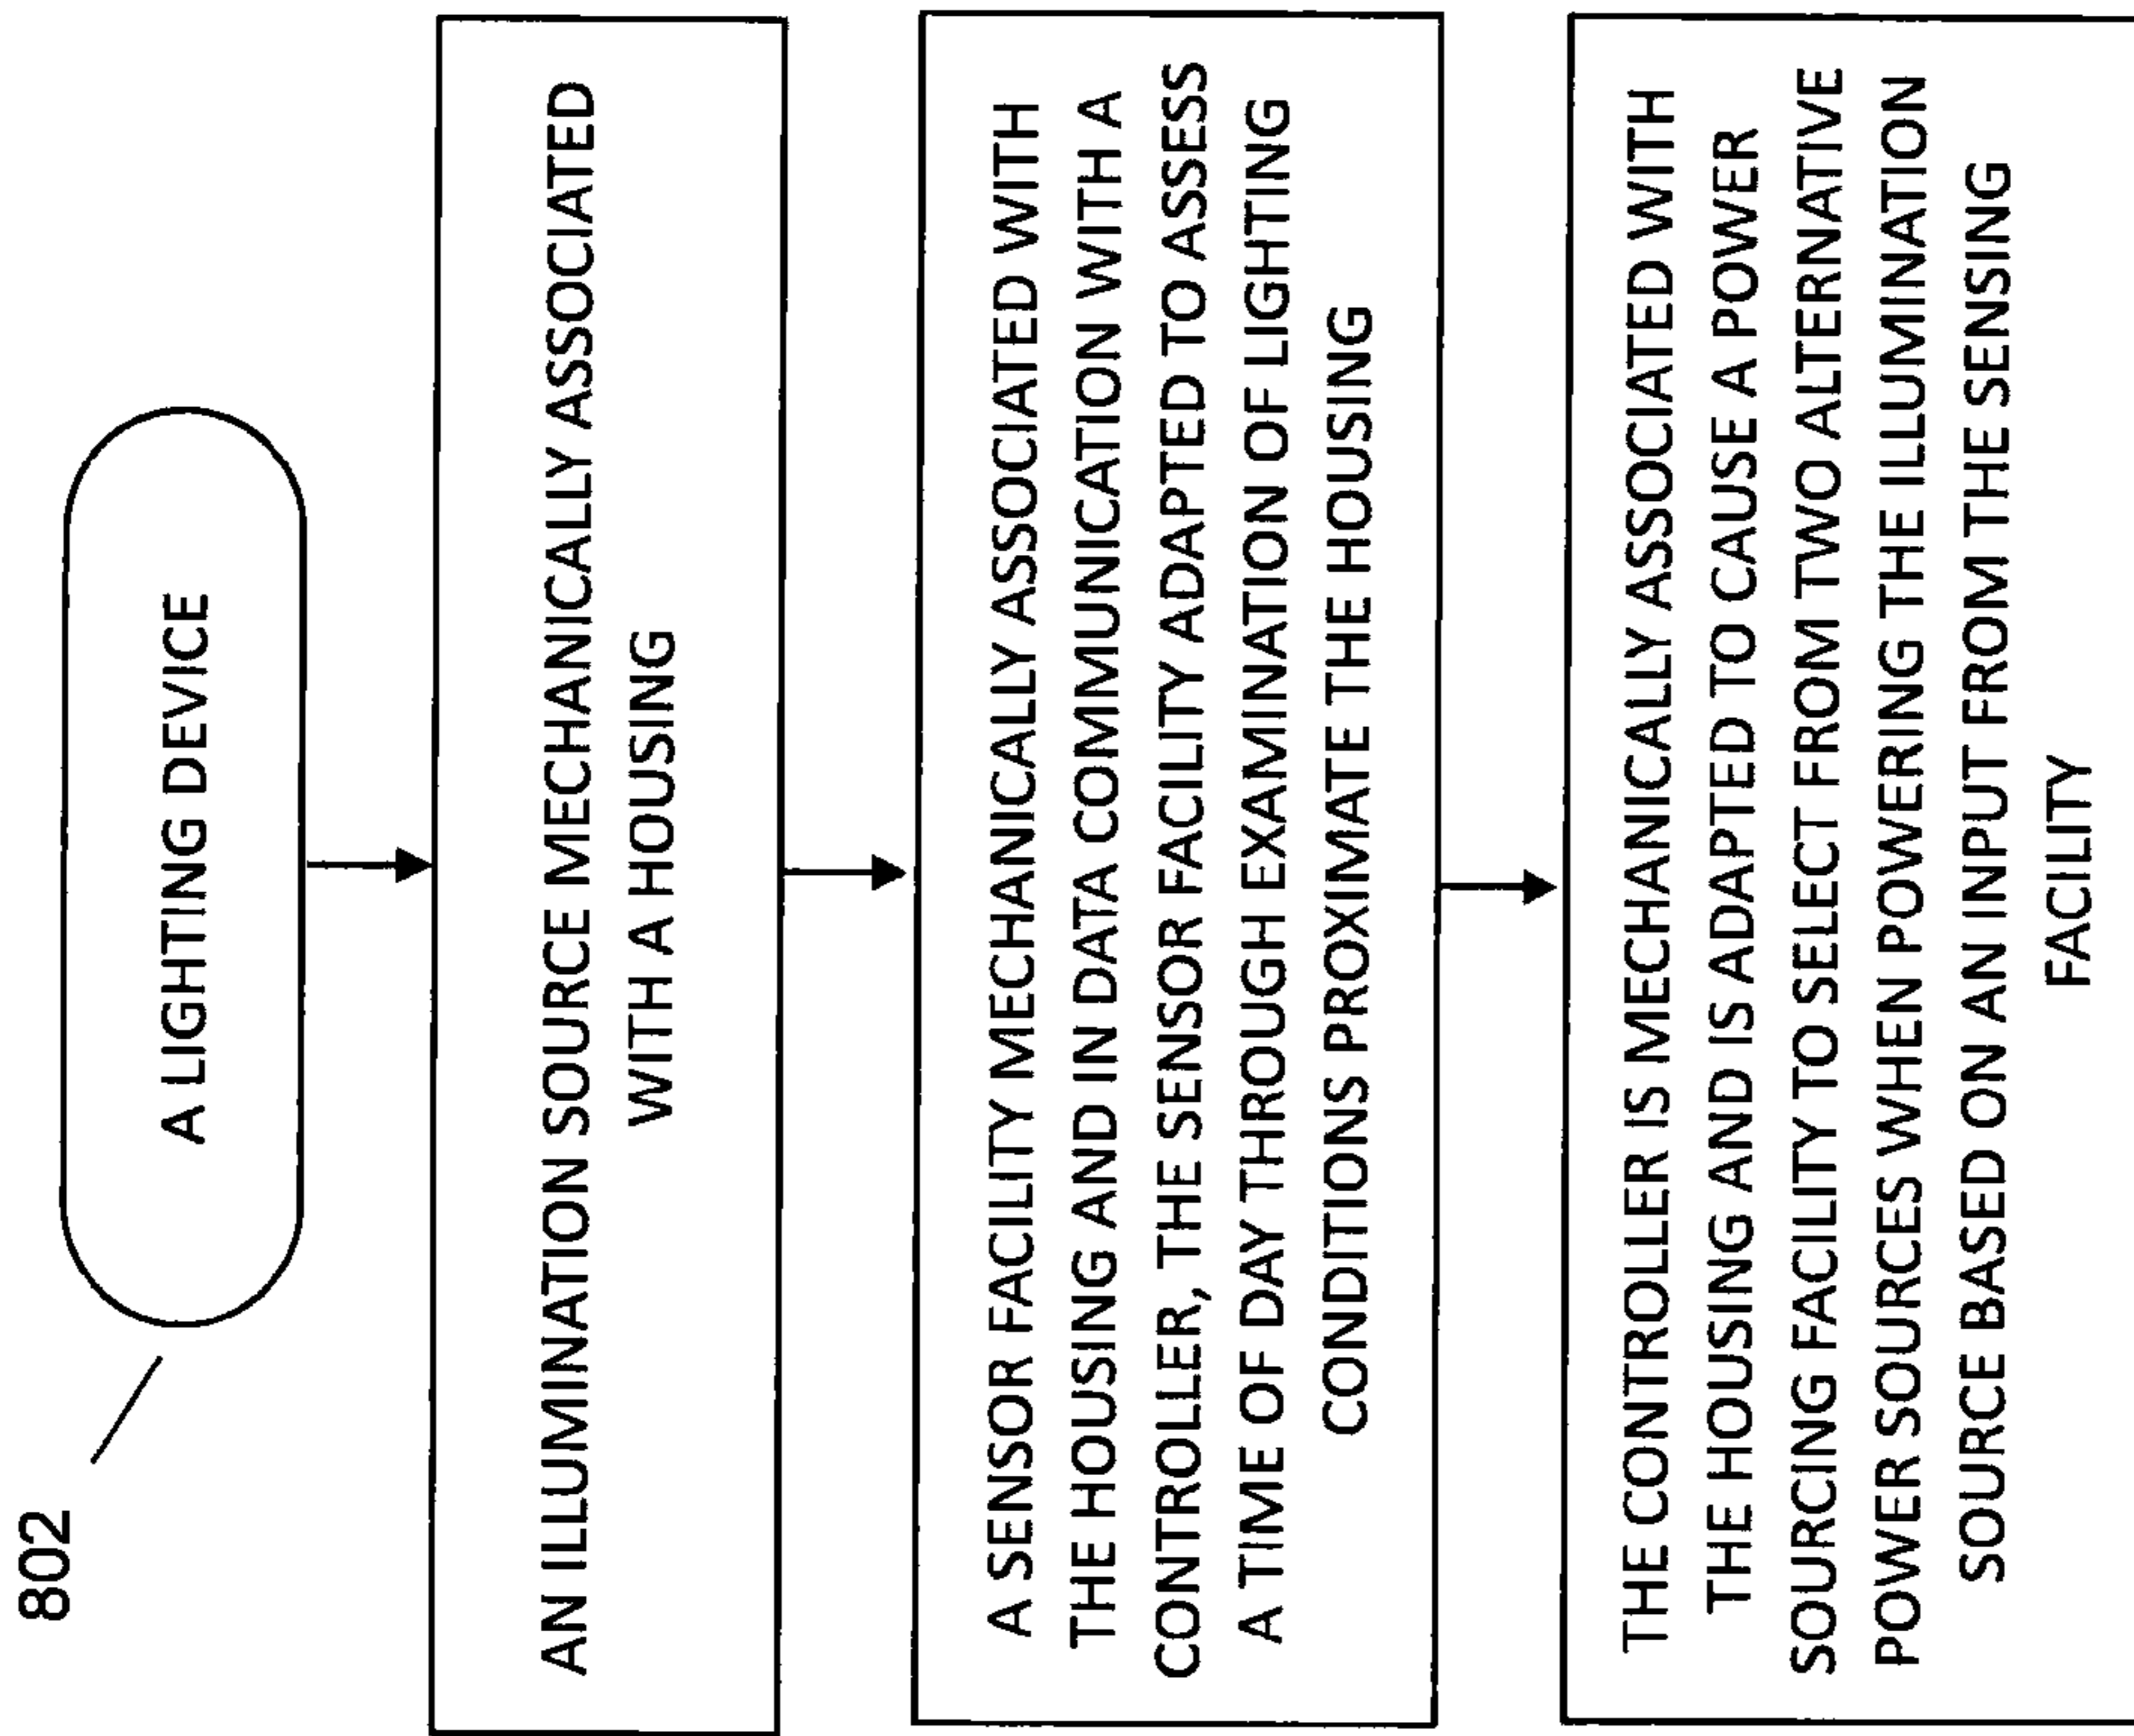 802
A LIGHTING DEVICE
AN ILLUMINATION SOURCE MECHANICALLY ASSOCIATED
WITH A HOUSING
A SENSOR FACILITY MECHANICALLY ASSOCIATED WITH
THE HOUSING AND IN DATA COMMUNICATION WITH A
CONTROLLER, THE SENSOR FACILITY ADAPTED TO ASSESS
A TIME OF DAY THROUGH EXAMINATION OF LIGHTING
CONDITIONS PROXIMATE THE HOUSING
THE CONTROLLER IS MECHANICALLY ASSOCIATED WITH
THE HOUSING AND IS ADAPTED TO CAUSE A POWER
SOURCING FACILITY TO SELECT FROM TWO ALTERNATIVE
POWER SOURCES WHEN POWERING THE ILLUMINATION
SOURCE BASED ON AN INPUT FROM THE SENSING
FACILITY